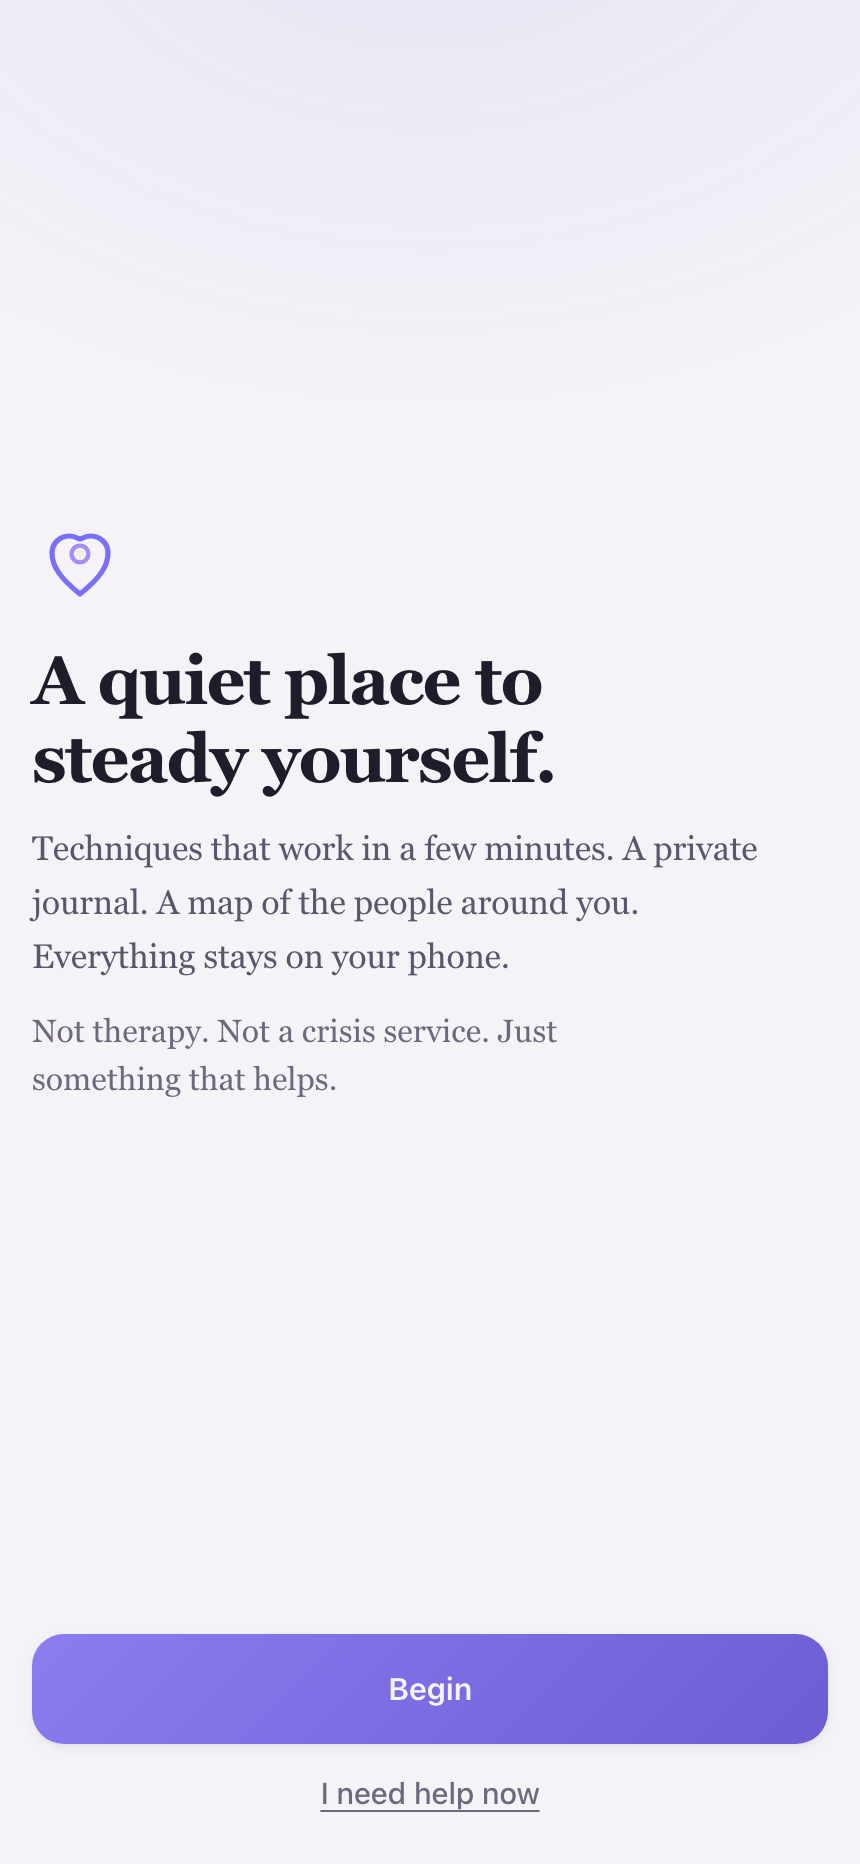 A quiet place to
steady yourself.
Techniques that work in a few minutes. A private
journal. A map of the people around you.
Everything stays on your phone.
Not therapy. Not a crisis service. Just
something that helps.
Begin
I need help now